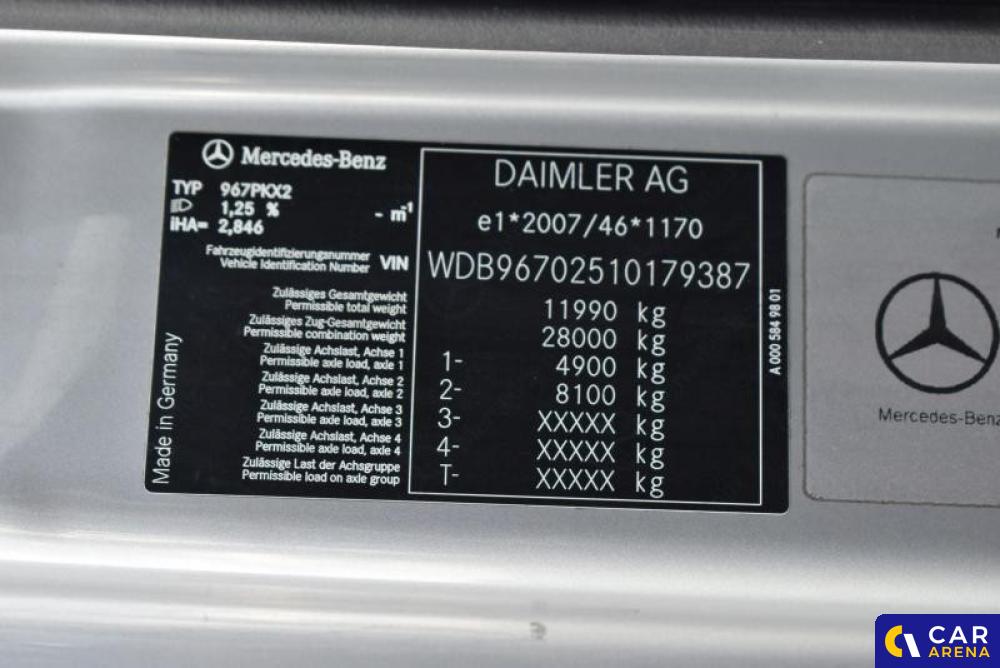 Mercedes-Benz
TYP 967PKX2
1,25 % - m-1
iHA= 2,846
Fahrzeugidentifizierungsnummer
Vehicle Identification Number VIN
Zulässiges Gesamtgewicht
Permissible total weight
Zulässiges Zug-Gesamtgewicht
Permissible combination weight
Zulässige Achslast, Achse 1
Permissible axle load, axle 1
Zulässige Achslast, Achse 2
Permissible axle load, axle 2
Zulässige Achslast, Achse 3
Permissible axle load, axle 3
Zulässige Achslast, Achse 4
Permissible axle load, axle 4
Zulässige Last der Achsgruppe
Permissible load on axle group
Made in Germany
DAIMLER AG
e1*2007/46*1170
WDB96702510179387
11990 kg
28000 kg
1- 4900 kg
2- 8100 kg
3- XXXXX kg
4- XXXXX kg
T- XXXXX kg
A 000 584 98 01
Mercedes-Benz
CAR
ARENA